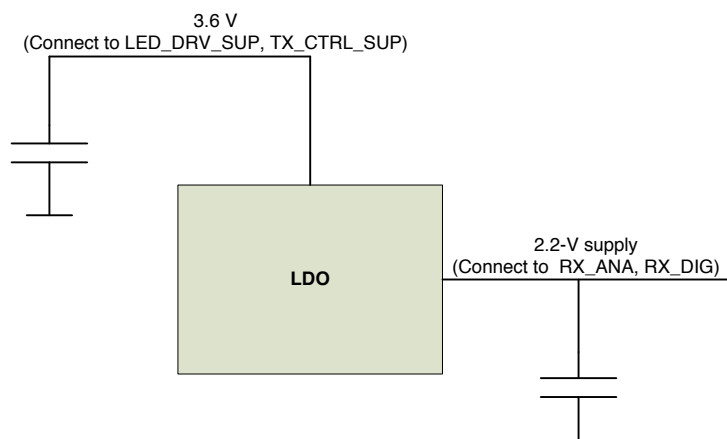 3.6 V
(Connect to LED_DRV_SUP, TX_CTRL_SUP)
LDO
2.2-V supply
(Connect to RX_ANA, RX_DIG)